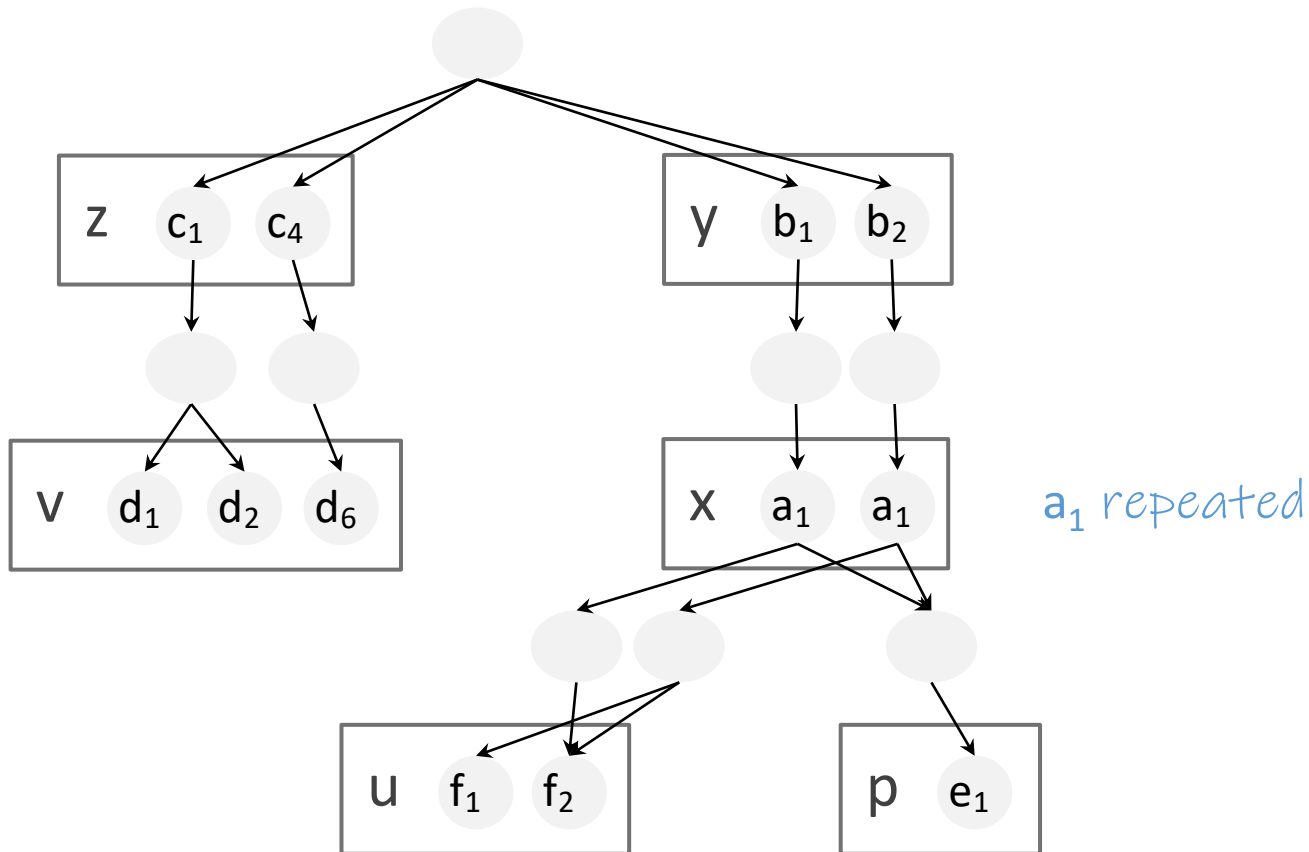 z c₁ c₄
y b₁ b₂
v d₁ d₂ d₆
x a₁ a₁
a₁ repeated
u f₁ f₂
p e₁